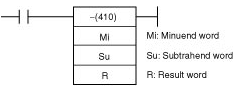 −(410)
Mi Mi: Minuend word
Su Su: Subtrahend word
R R: Result word